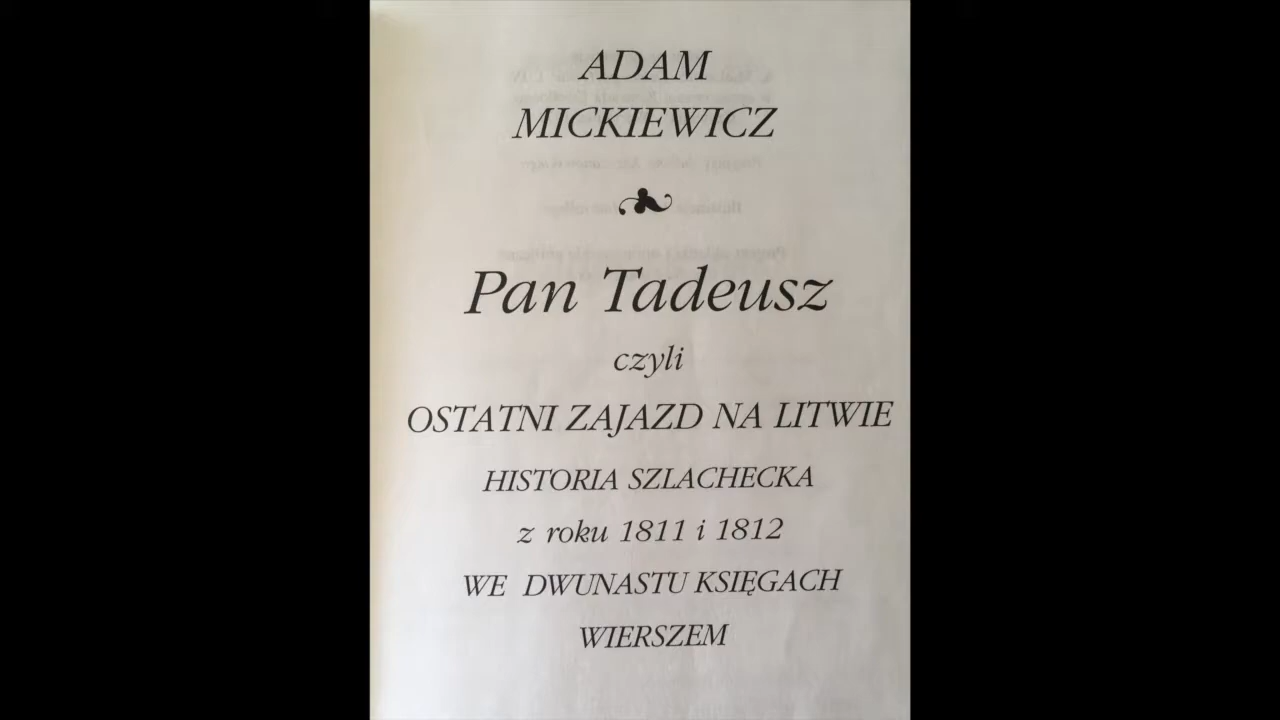 ADAM
MICKIEWICZ
Pan Tadeusz
czyli
OSTATNI ZAJAZD NA LITWIE
HISTORIA SZLACHECKA
z roku 1811 i 1812
WE DWUNASTU KSIĘGACH
WIERSZEM